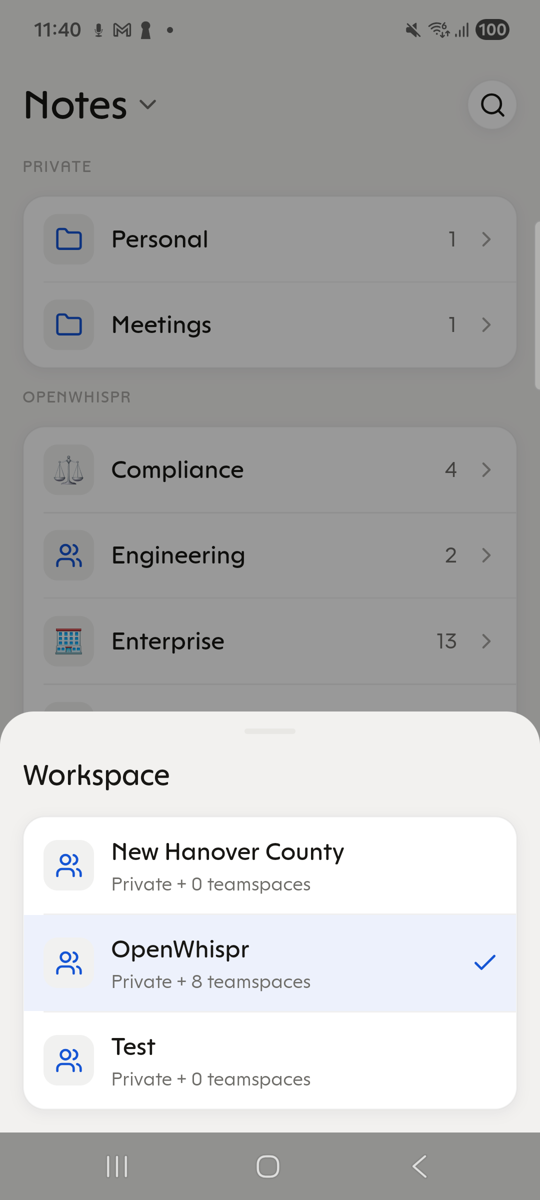 11:40
100
Notes
PRIVATE
Personal 1
Meetings 1
OPENWHISPR
Compliance 4
Engineering 2
Enterprise 13
Workspace
New Hanover County
Private + 0 teamspaces
OpenWhispr
Private + 8 teamspaces
Test
Private + 0 teamspaces